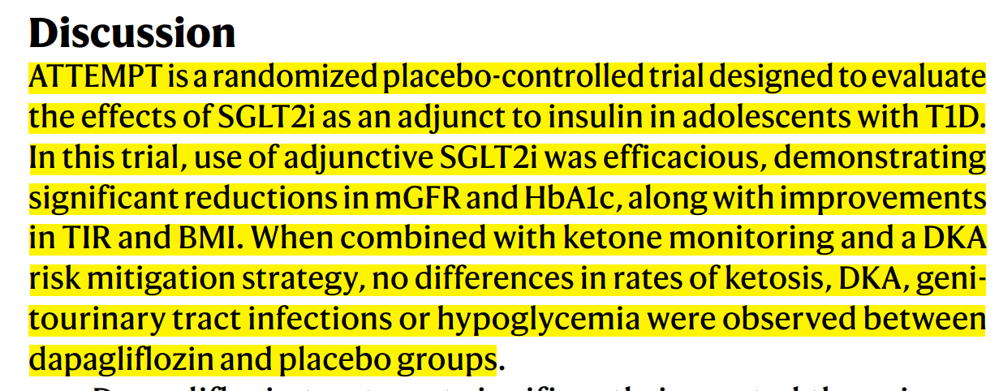 Discussion
ATTEMPT is a randomized placebo-controlled trial designed to evaluate
the effects of SGLT2i as an adjunct to insulin in adolescents with T1D.
In this trial, use of adjunctive SGLT2i was efficacious, demonstrating
significant reductions in mGFR and HbA1c, along with improvements
in TIR and BMI. When combined with ketone monitoring and a DKA
risk mitigation strategy, no differences in rates of ketosis, DKA, geni-
tourinary tract infections or hypoglycemia were observed between
dapagliflozin and placebo groups.